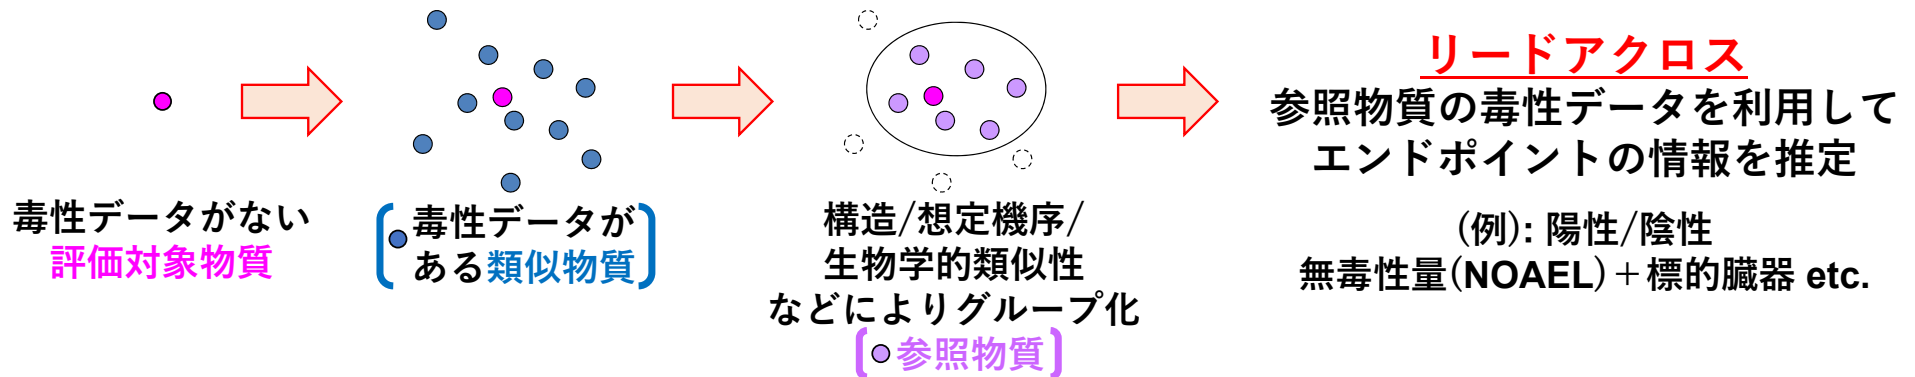 毒性データがない
評価対象物質
毒性データが
ある類似物質
構造/想定機序/
生物学的類似性
などによりグループ化
参照物質
リードアクロス
参照物質の毒性データを利用して
エンドポイントの情報を推定
(例): 陽性/陰性
無毒性量(NOAEL)＋標的臓器 etc.